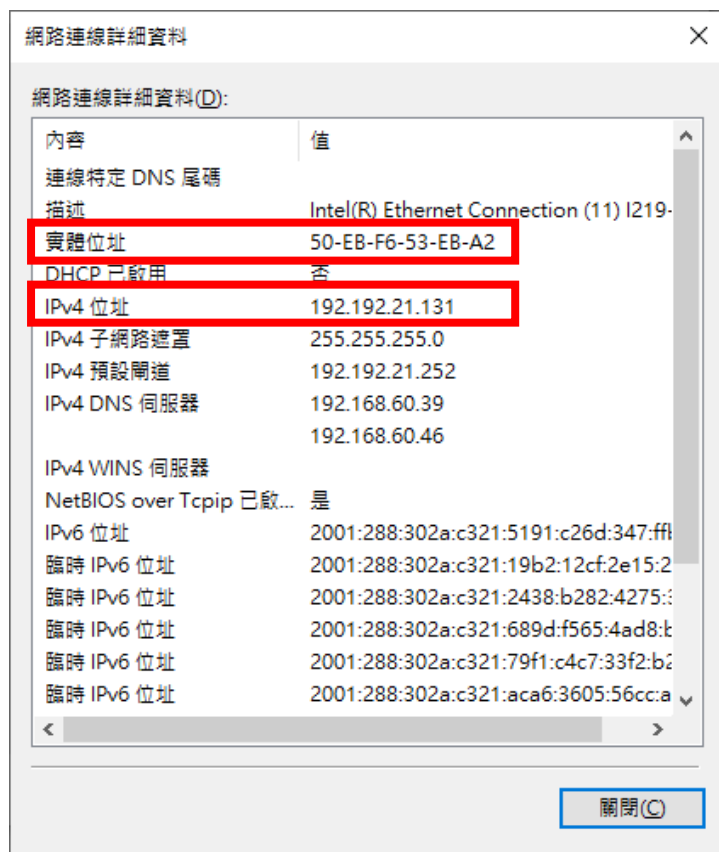 網路連線詳細資料
網路連線詳細資料(D):
內容 值
連線特定 DNS 尾碼
描述 Intel(R) Ethernet Connection (11) I219-
實體位址 50-EB-F6-53-EB-A2
DHCP 已啟用 否
IPv4 位址 192.192.21.131
IPv4 子網路遮罩 255.255.255.0
IPv4 預設閘道 192.192.21.252
IPv4 DNS 伺服器 192.168.60.39
192.168.60.46
IPv4 WINS 伺服器
NetBIOS over Tcpip 已啟... 是
IPv6 位址 2001:288:302a:c321:5191:c26d:347:ff
臨時 IPv6 位址 2001:288:302a:c321:19b2:12cf:2e15:2
臨時 IPv6 位址 2001:288:302a:c321:2438:b282:4275:
臨時 IPv6 位址 2001:288:302a:c321:689d:f565:4ad8:
臨時 IPv6 位址 2001:288:302a:c321:79f1:c4c7:33f2:b2
臨時 IPv6 位址 2001:288:302a:c321:aca6:3605:56cc:a
關閉(C)